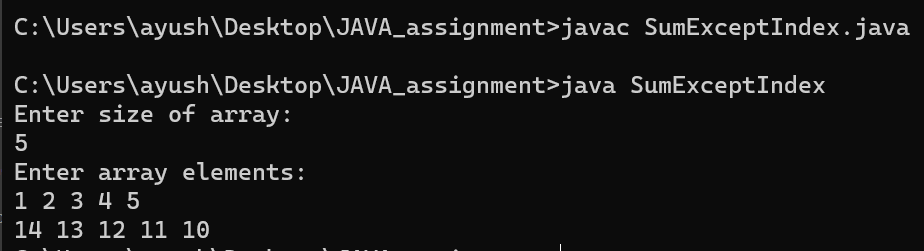 C:\Users\ayush\Desktop\JAVA_assignment>javac SumExceptIndex.java
C:\Users\ayush\Desktop\JAVA_assignment>java SumExceptIndex
Enter size of array:
5
Enter array elements:
1 2 3 4 5
14 13 12 11 10